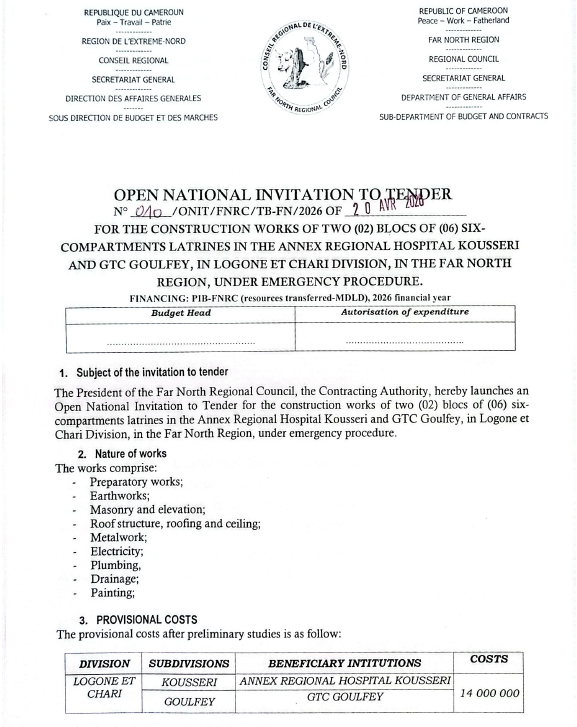 REPUBLIQUE DU CAMEROUN
Paix – Travail – Patrie
-------------
REGION DE L'EXTREME-NORD
-------------
CONSEIL REGIONAL
-------------
SECRETARIAT GENERAL
-------------
DIRECTION DES AFFAIRES GENERALES
-------
SOUS DIRECTION DE BUDGET ET DES MARCHES
CONSEIL REGIONAL DE L'EXTREME-NORD
FAR NORTH REGIONAL COUNCIL
REPUBLIC OF CAMEROON
Peace – Work – Fatherland
-------------
FAR NORTH REGION
-------------
REGIONAL COUNCIL
-------------
SECRETARIAT GENERAL
-------------
DEPARTMENT OF GENERAL AFFAIRS
-------
SUB-DEPARTMENT OF BUDGET AND CONTRACTS
OPEN NATIONAL INVITATION TO TENDER
N° 010 /ONIT/FNRC/TB-FN/2026 OF 20 AVR 2026
FOR THE CONSTRUCTION WORKS OF TWO (02) BLOCS OF (06) SIX-
COMPARTMENTS LATRINES IN THE ANNEX REGIONAL HOSPITAL KOUSSERI
AND GTC GOULFEY, IN LOGONE ET CHARI DIVISION, IN THE FAR NORTH
REGION, UNDER EMERGENCY PROCEDURE.
FINANCING: PIB-FNRC (resources transferred-MDLD), 2026 financial year
Budget Head Autorisation of expenditure
.................................................... ..........................................
1. Subject of the invitation to tender
The President of the Far North Regional Council, the Contracting Authority, hereby launches an
Open National Invitation to Tender for the construction works of two (02) blocs of (06) six-
compartments latrines in the Annex Regional Hospital Kousseri and GTC Goulfey, in Logone et
Chari Division, in the Far North Region, under emergency procedure.
2. Nature of works
The works comprise:
- Preparatory works;
- Earthworks;
- Masonry and elevation;
- Roof structure, roofing and ceiling;
- Metalwork;
- Electricity;
- Plumbing,
- Drainage;
- Painting;
3. PROVISIONAL COSTS
The provisional costs after preliminary studies is as follow:
DIVISION SUBDIVISIONS BENEFICIARY INTITUTIONS COSTS
LOGONE ET CHARI KOUSSERI ANNEX REGIONAL HOSPITAL KOUSSERI 14 000 000
GOULFEY GTC GOULFEY